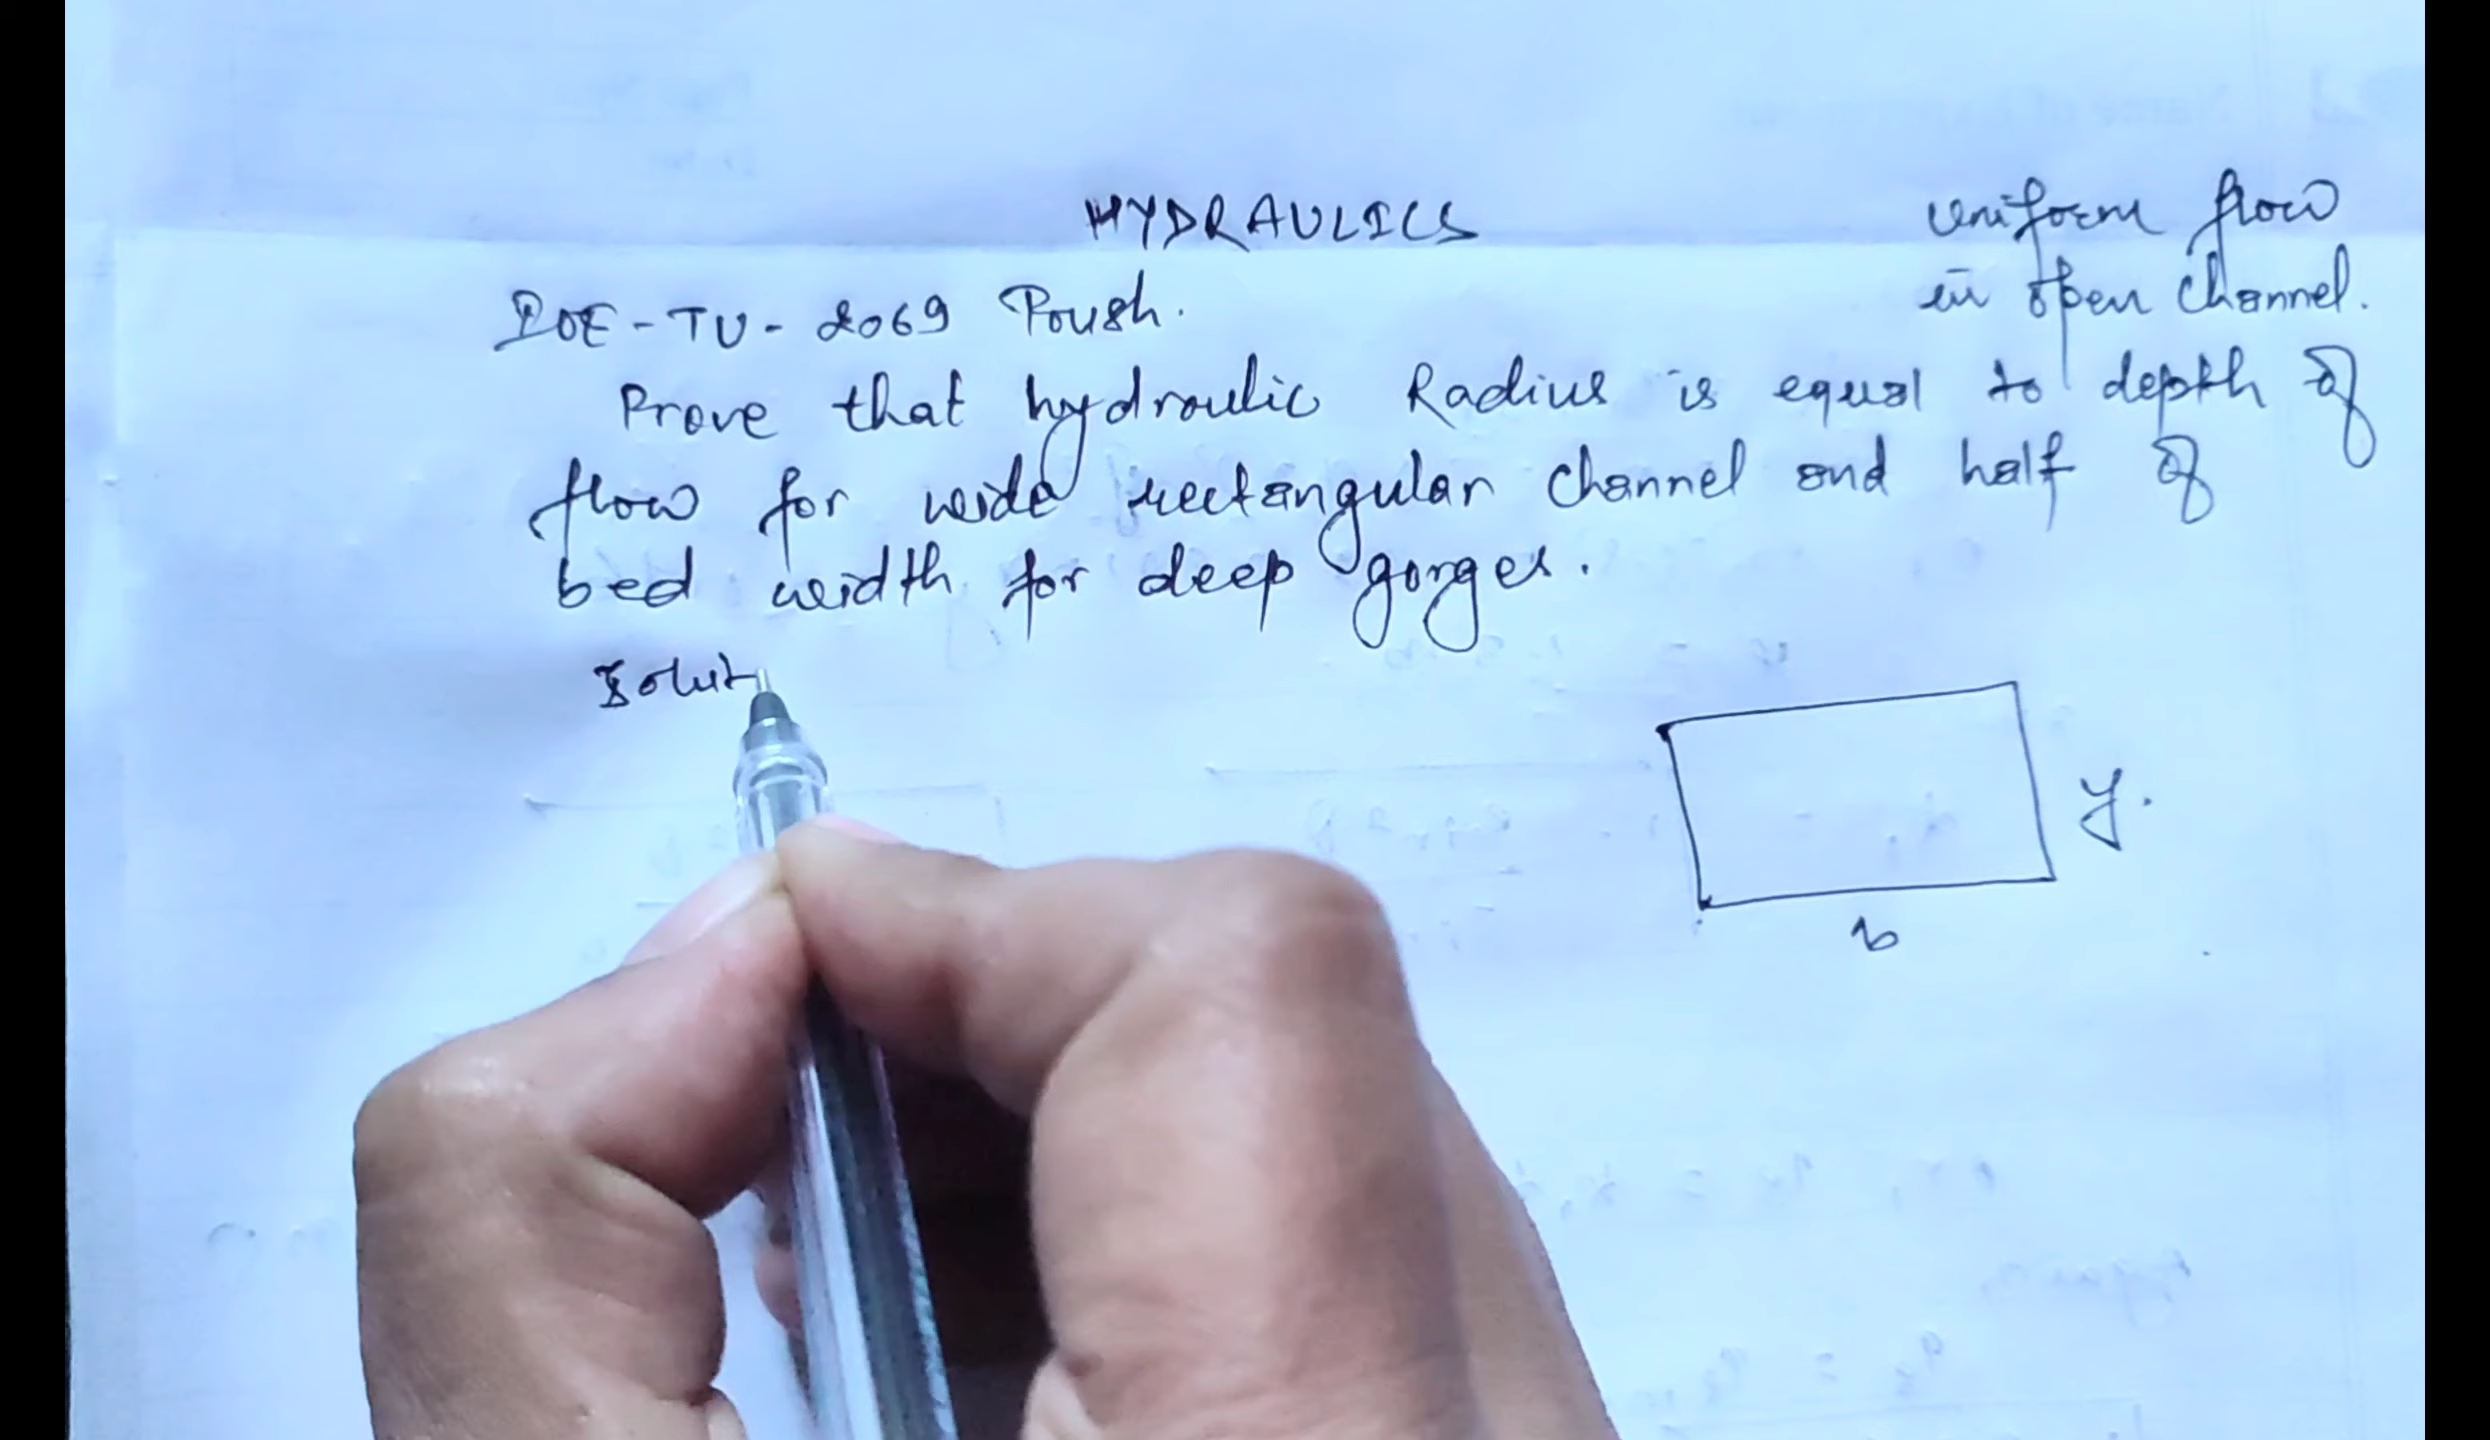 HYDRAULICS
uniform flow
in open channel.
IOE-TU-2069 Poush.
Prove that hydraulic Radius is equal to depth of
flow for wide rectangular channel and half of
bed width for deep gorges.
Solut
y.
b